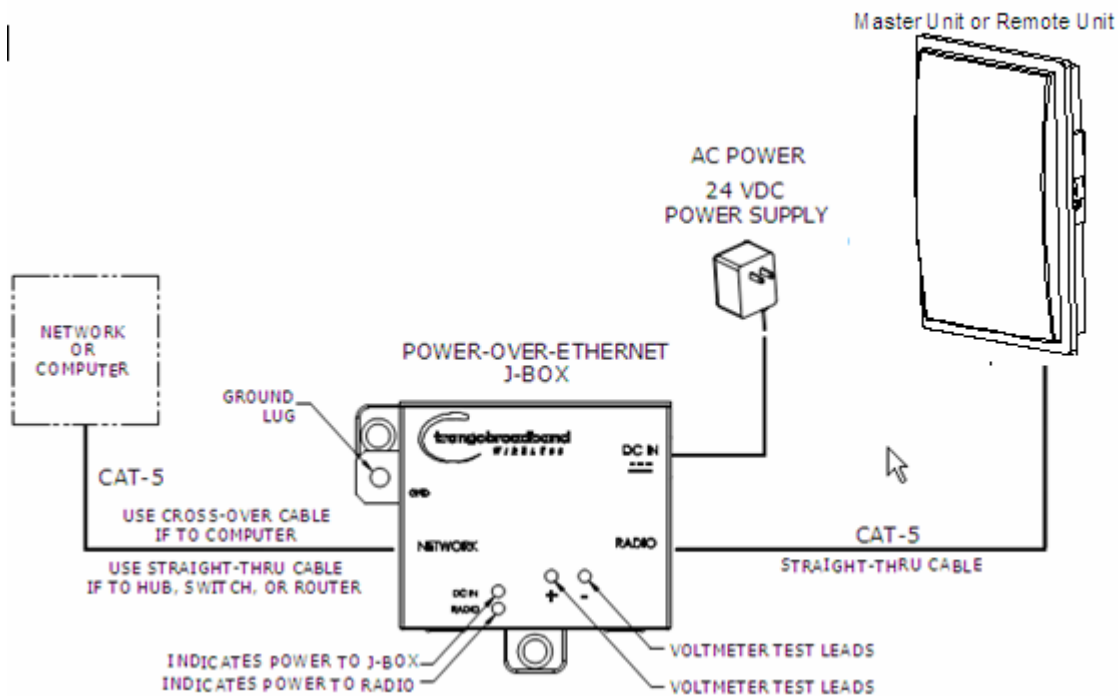 Master Unit or Remote Unit
AC POWER
24 VDC
POWER SUPPLY
NETWORK
OR
COMPUTER
POWER-OVER-ETHERNET
J-BOX
GROUND
LUG
trangobroadband
WIRELESS
DC IN
GND
CAT-5
USE CROSS-OVER CABLE
IF TO COMPUTER
NETWORK
RADIO
CAT-5
STRAIGHT-THRU CABLE
USE STRAIGHT-THRU CABLE
IF TO HUB, SWITCH, OR ROUTER
DC IN
RADIO
+ -
INDICATES POWER TO J-BOX
INDICATES POWER TO RADIO
VOLTMETER TEST LEADS
VOLTMETER TEST LEADS